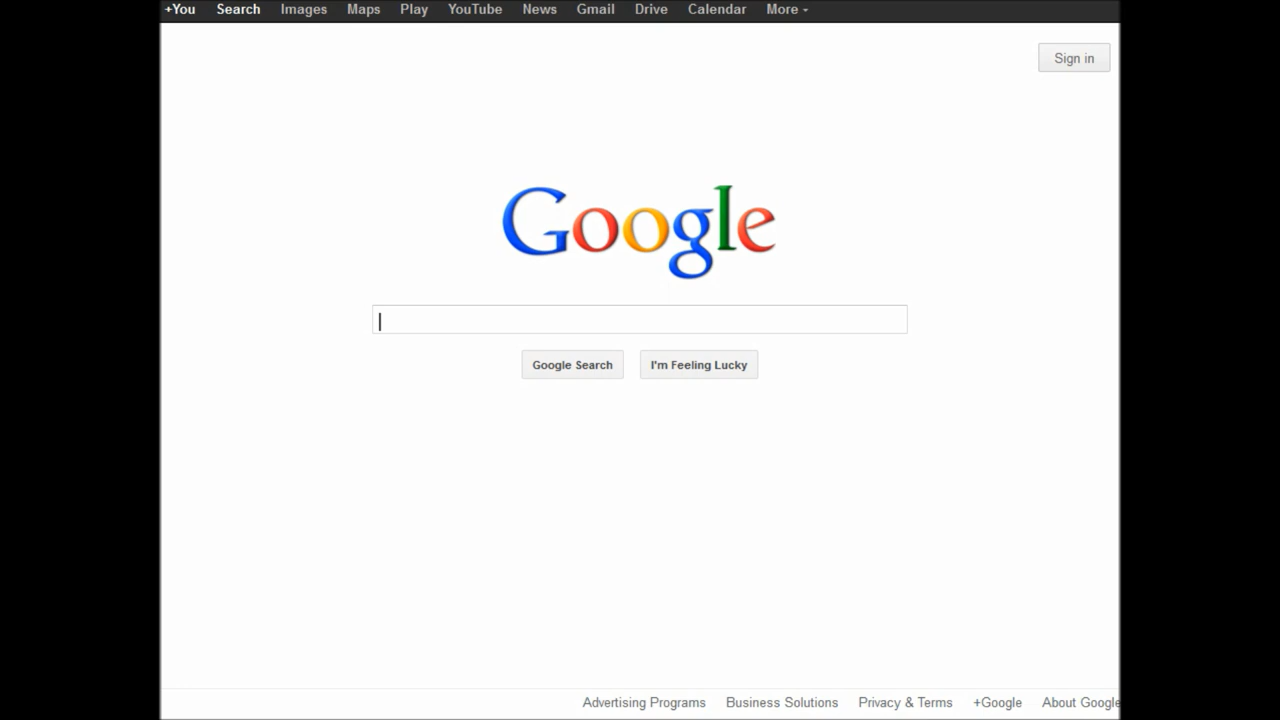 +You Search Images Maps Play YouTube News Gmail Drive Calendar More
Sign in
Google
Google Search I'm Feeling Lucky
Advertising Programs Business Solutions Privacy & Terms +Google About Google